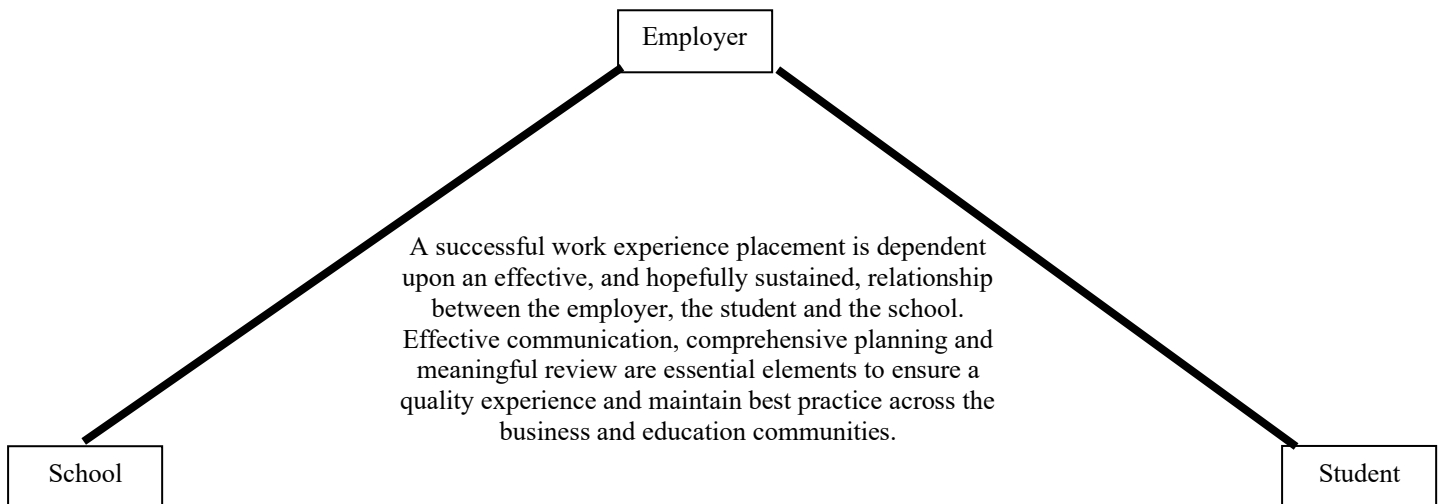 Employer
A successful work experience placement is dependent
upon an effective, and hopefully sustained, relationship
between the employer, the student and the school.
Effective communication, comprehensive planning and
meaningful review are essential elements to ensure a
quality experience and maintain best practice across the
business and education communities.
School
Student